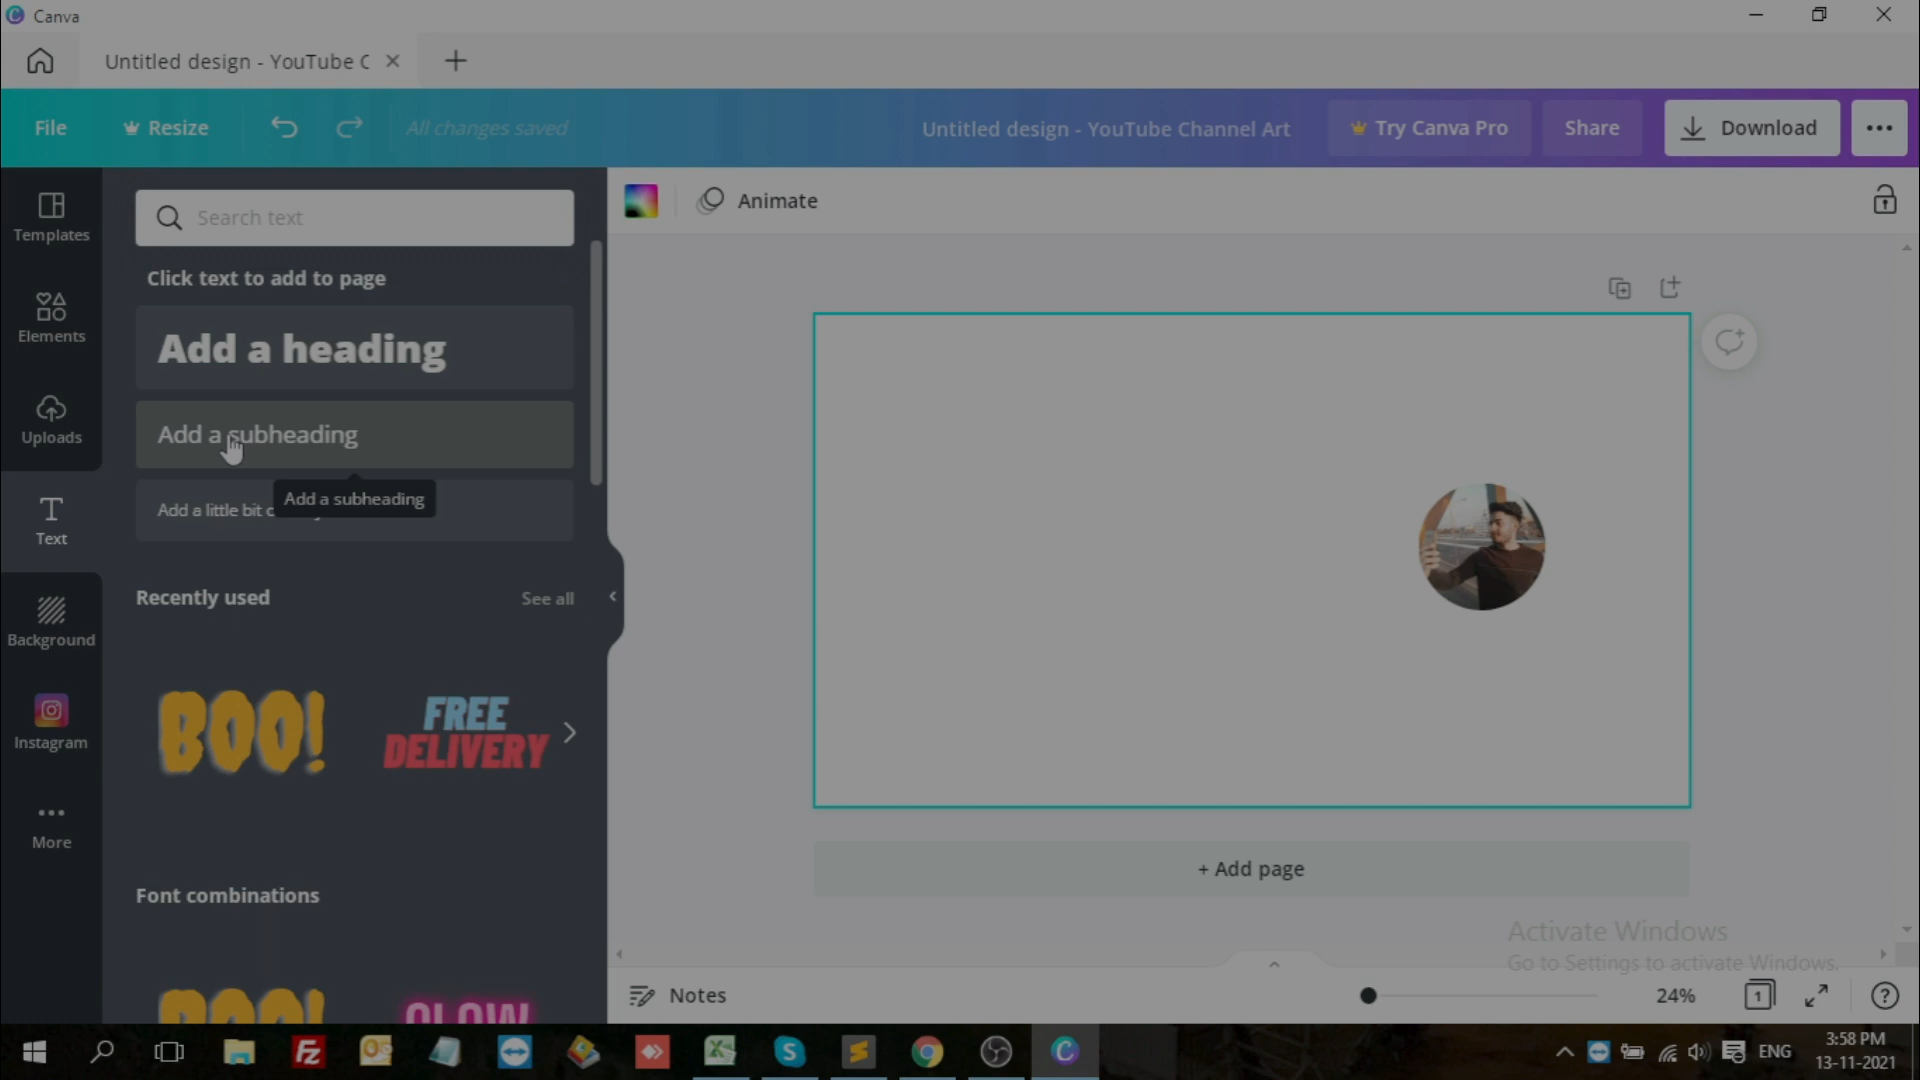 Canva
Untitled design - YouTube C
File
Resize
All changes saved
Untitled design - YouTube Channel Art
Try Canva Pro
Share
Download
Templates
Elements
Uploads
Text
Background
Instagram
More
Search text
Click text to add to page
Add a heading
Add a subheading
Add a little bit
Add a subheading
Recently used
See all
BOO!
FREE
DELIVERY
Font combinations
BOO!
GLOW
Animate
+ Add page
Activate Windows
Go to Settings to activate Windows.
Notes
24%
1
ENG
3:58 PM
13-11-2021